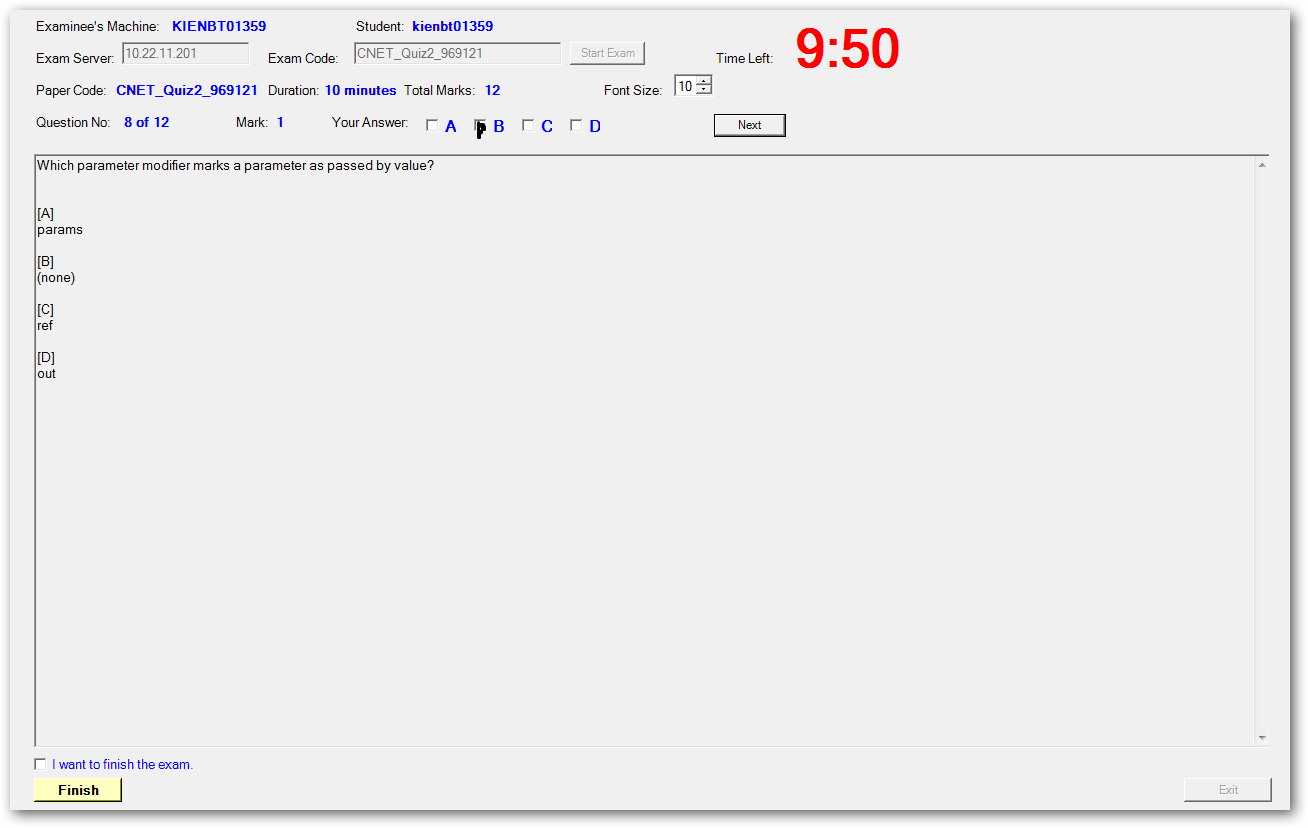 Examinee's Machine: KIENBT01359 Student: kienbt01359
Exam Server: 10.22.11.201 Exam Code: CNET_Quiz2_969121 Start Exam Time Left: 9:50
Paper Code: CNET_Quiz2_969121 Duration: 10 minutes Total Marks: 12 Font Size: 10
Question No: 8 of 12 Mark: 1 Your Answer: A B C D Next
Which parameter modifier marks a parameter as passed by value?
[A]
params
[B]
(none)
[C]
ref
[D]
out
I want to finish the exam.
Finish Exit